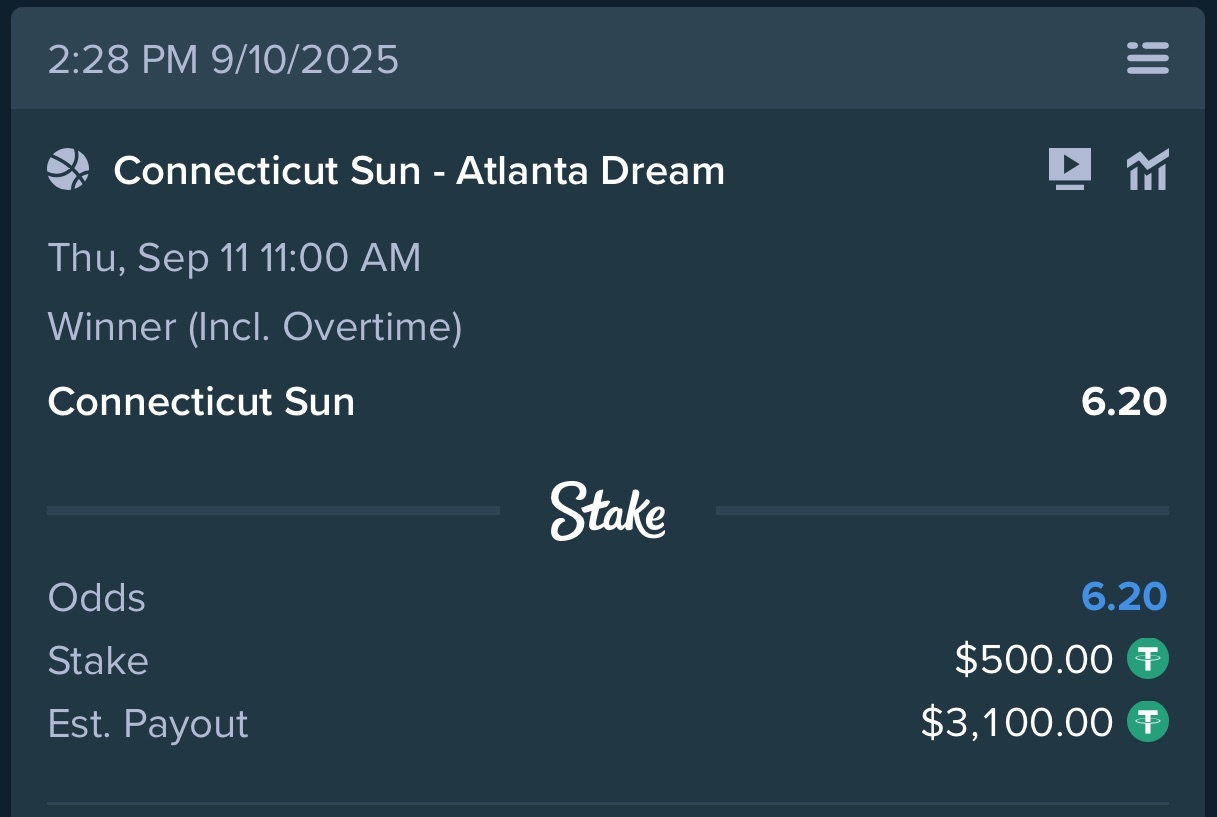 2:28 PM 9/10/2025
Connecticut Sun - Atlanta Dream
Thu, Sep 11 11:00 AM
Winner (Incl. Overtime)
Connecticut Sun 6.20
Stake
Odds 6.20
Stake $500.00
Est. Payout $3,100.00